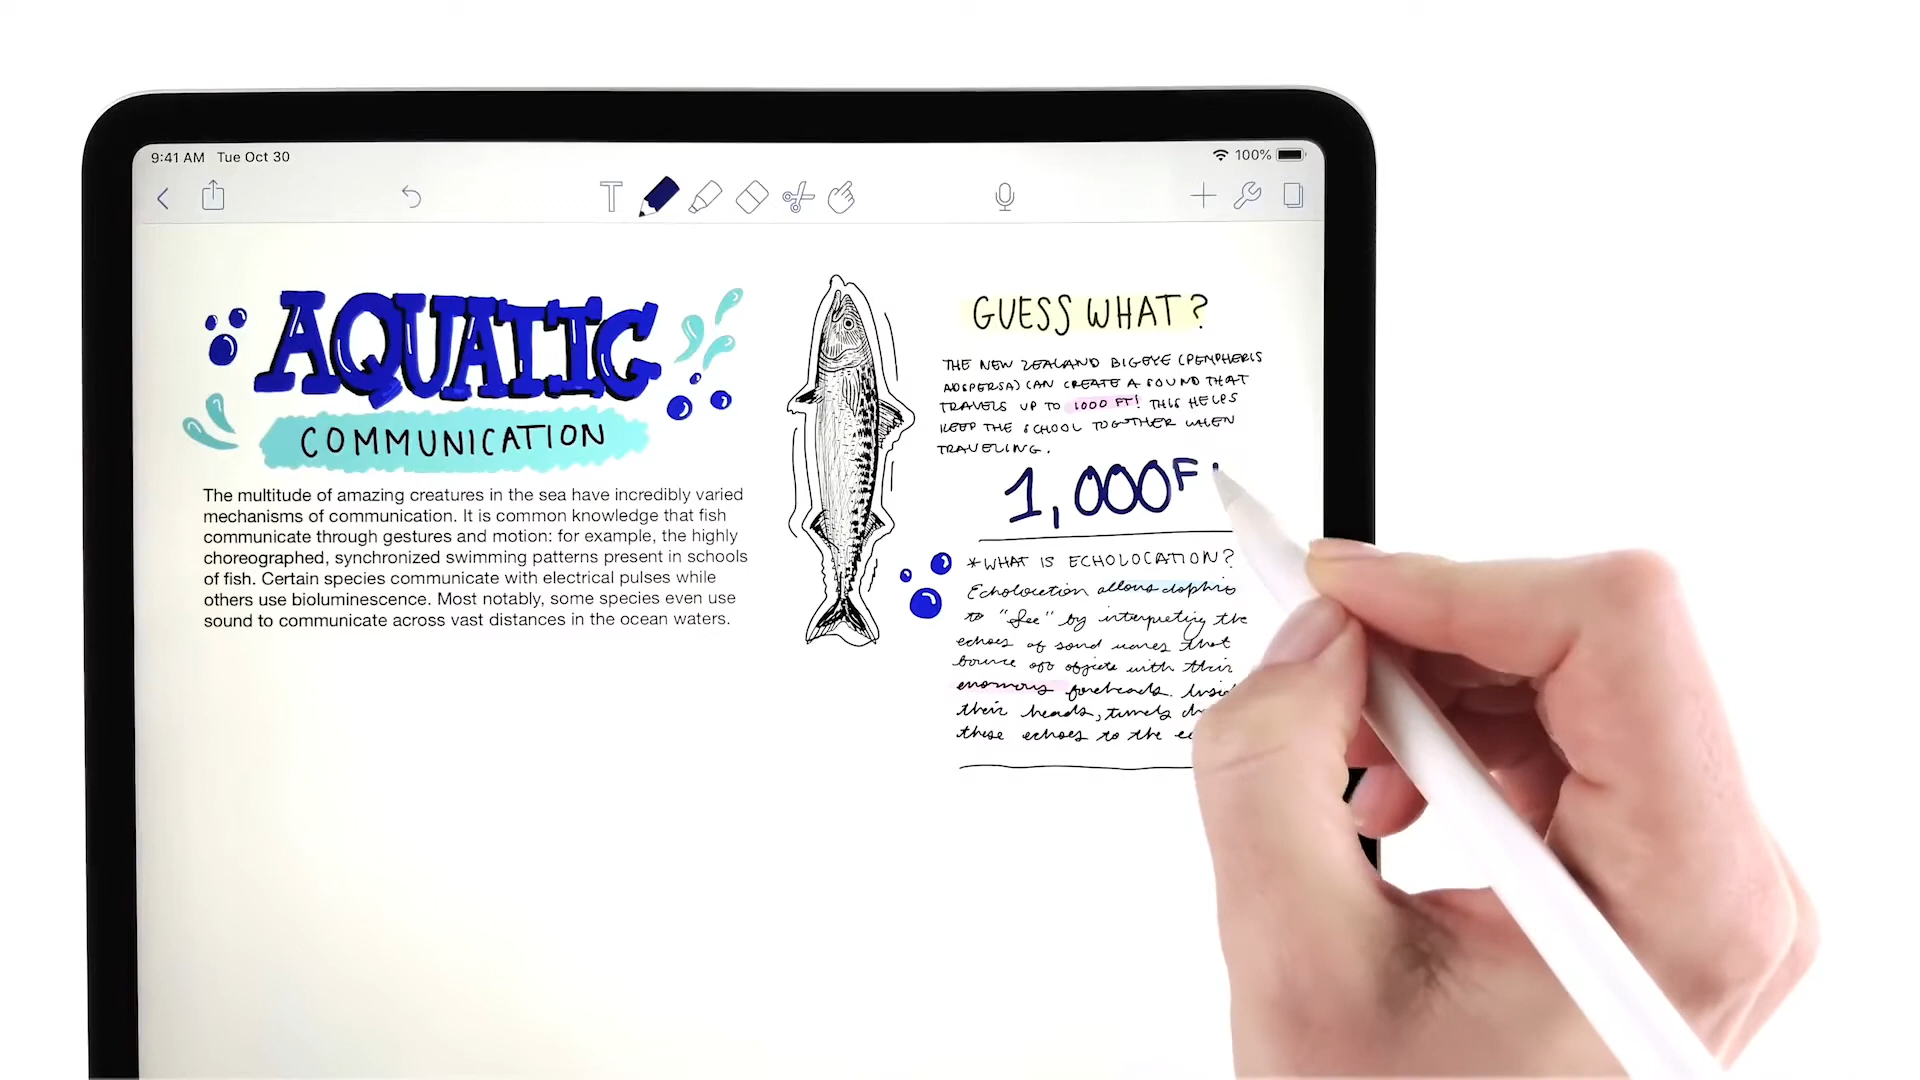 9:41 AM Tue Oct 30
100%
T
AQUATIC
COMMUNICATION
The multitude of amazing creatures in the sea have incredibly varied
mechanisms of communication. It is common knowledge that fish
communicate through gestures and motion: for example, the highly
choreographed, synchronized swimming patterns present in schools
of fish. Certain species communicate with electrical pulses while
others use bioluminescence. Most notably, some species even use
sound to communicate across vast distances in the ocean waters.
GUESS WHAT?
THE NEW ZEALAND BIGEYE (PEMPHERIS
ADSPERSA) CAN CREATE A SOUND THAT
TRAVELS UP TO 1000 FT! THIS HELPS
KEEP THE SCHOOL TOGETHER WHEN
TRAVELING.
1,000F
*WHAT IS ECHOLOCATION?
Echolocation allows dolphins
to "See" by interpreting the
echoes of sound waves that
bounce off objects with their
enormous foreheads. Insid
their heads, tunnels
these echoes to the